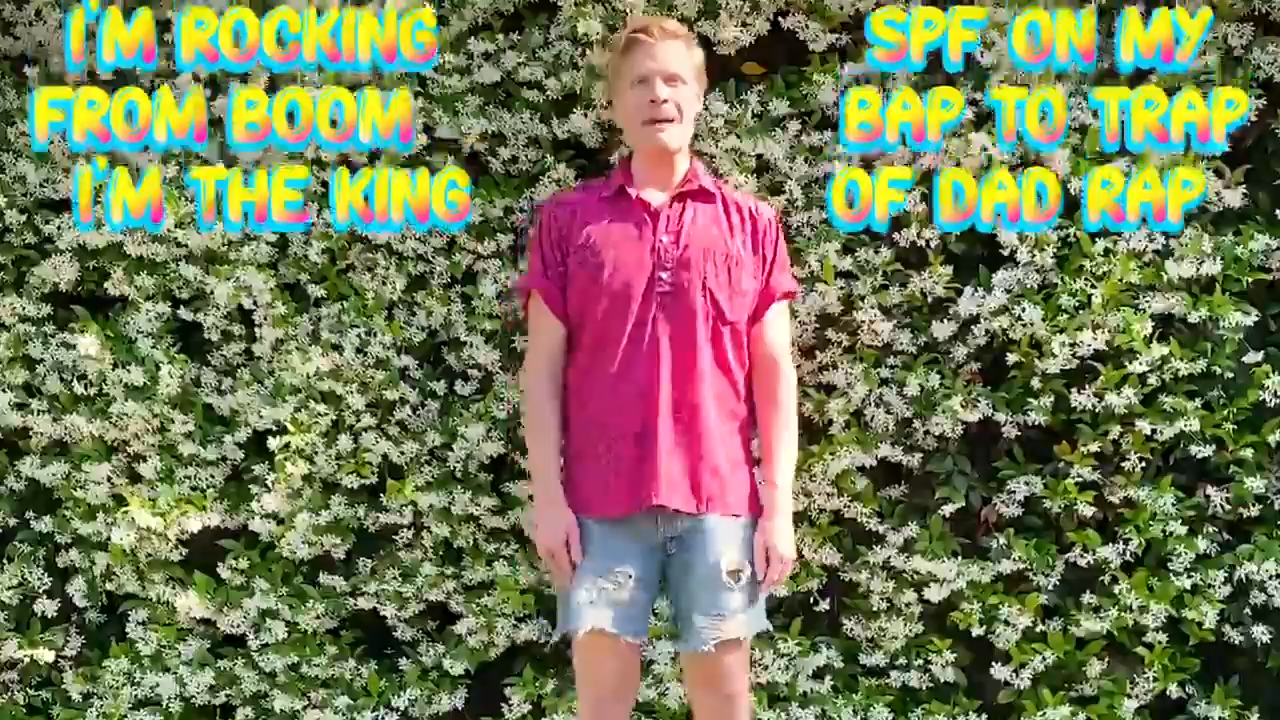 I'M ROCKING SPF ON MY
FROM BOOM BAP TO TRAP
I'M THE KING OF DAD RAP